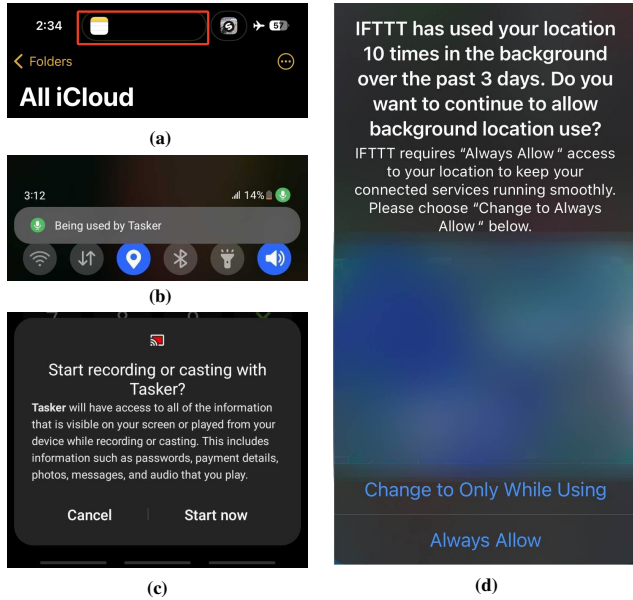 2:34
57
Folders
All iCloud
(a)
3:12
14%
Being used by Tasker
(b)
Start recording or casting with
Tasker?
Tasker will have access to all of the information
that is visible on your screen or played from your
device while recording or casting. This includes
information such as passwords, payment details,
photos, messages, and audio that you play.
Cancel
Start now
(c)
IFTTT has used your location
10 times in the background
over the past 3 days. Do you
want to continue to allow
background location use?
IFTTT requires "Always Allow " access
to your location to keep your
connected services running smoothly.
Please choose "Change to Always
Allow " below.
Change to Only While Using
Always Allow
(d)